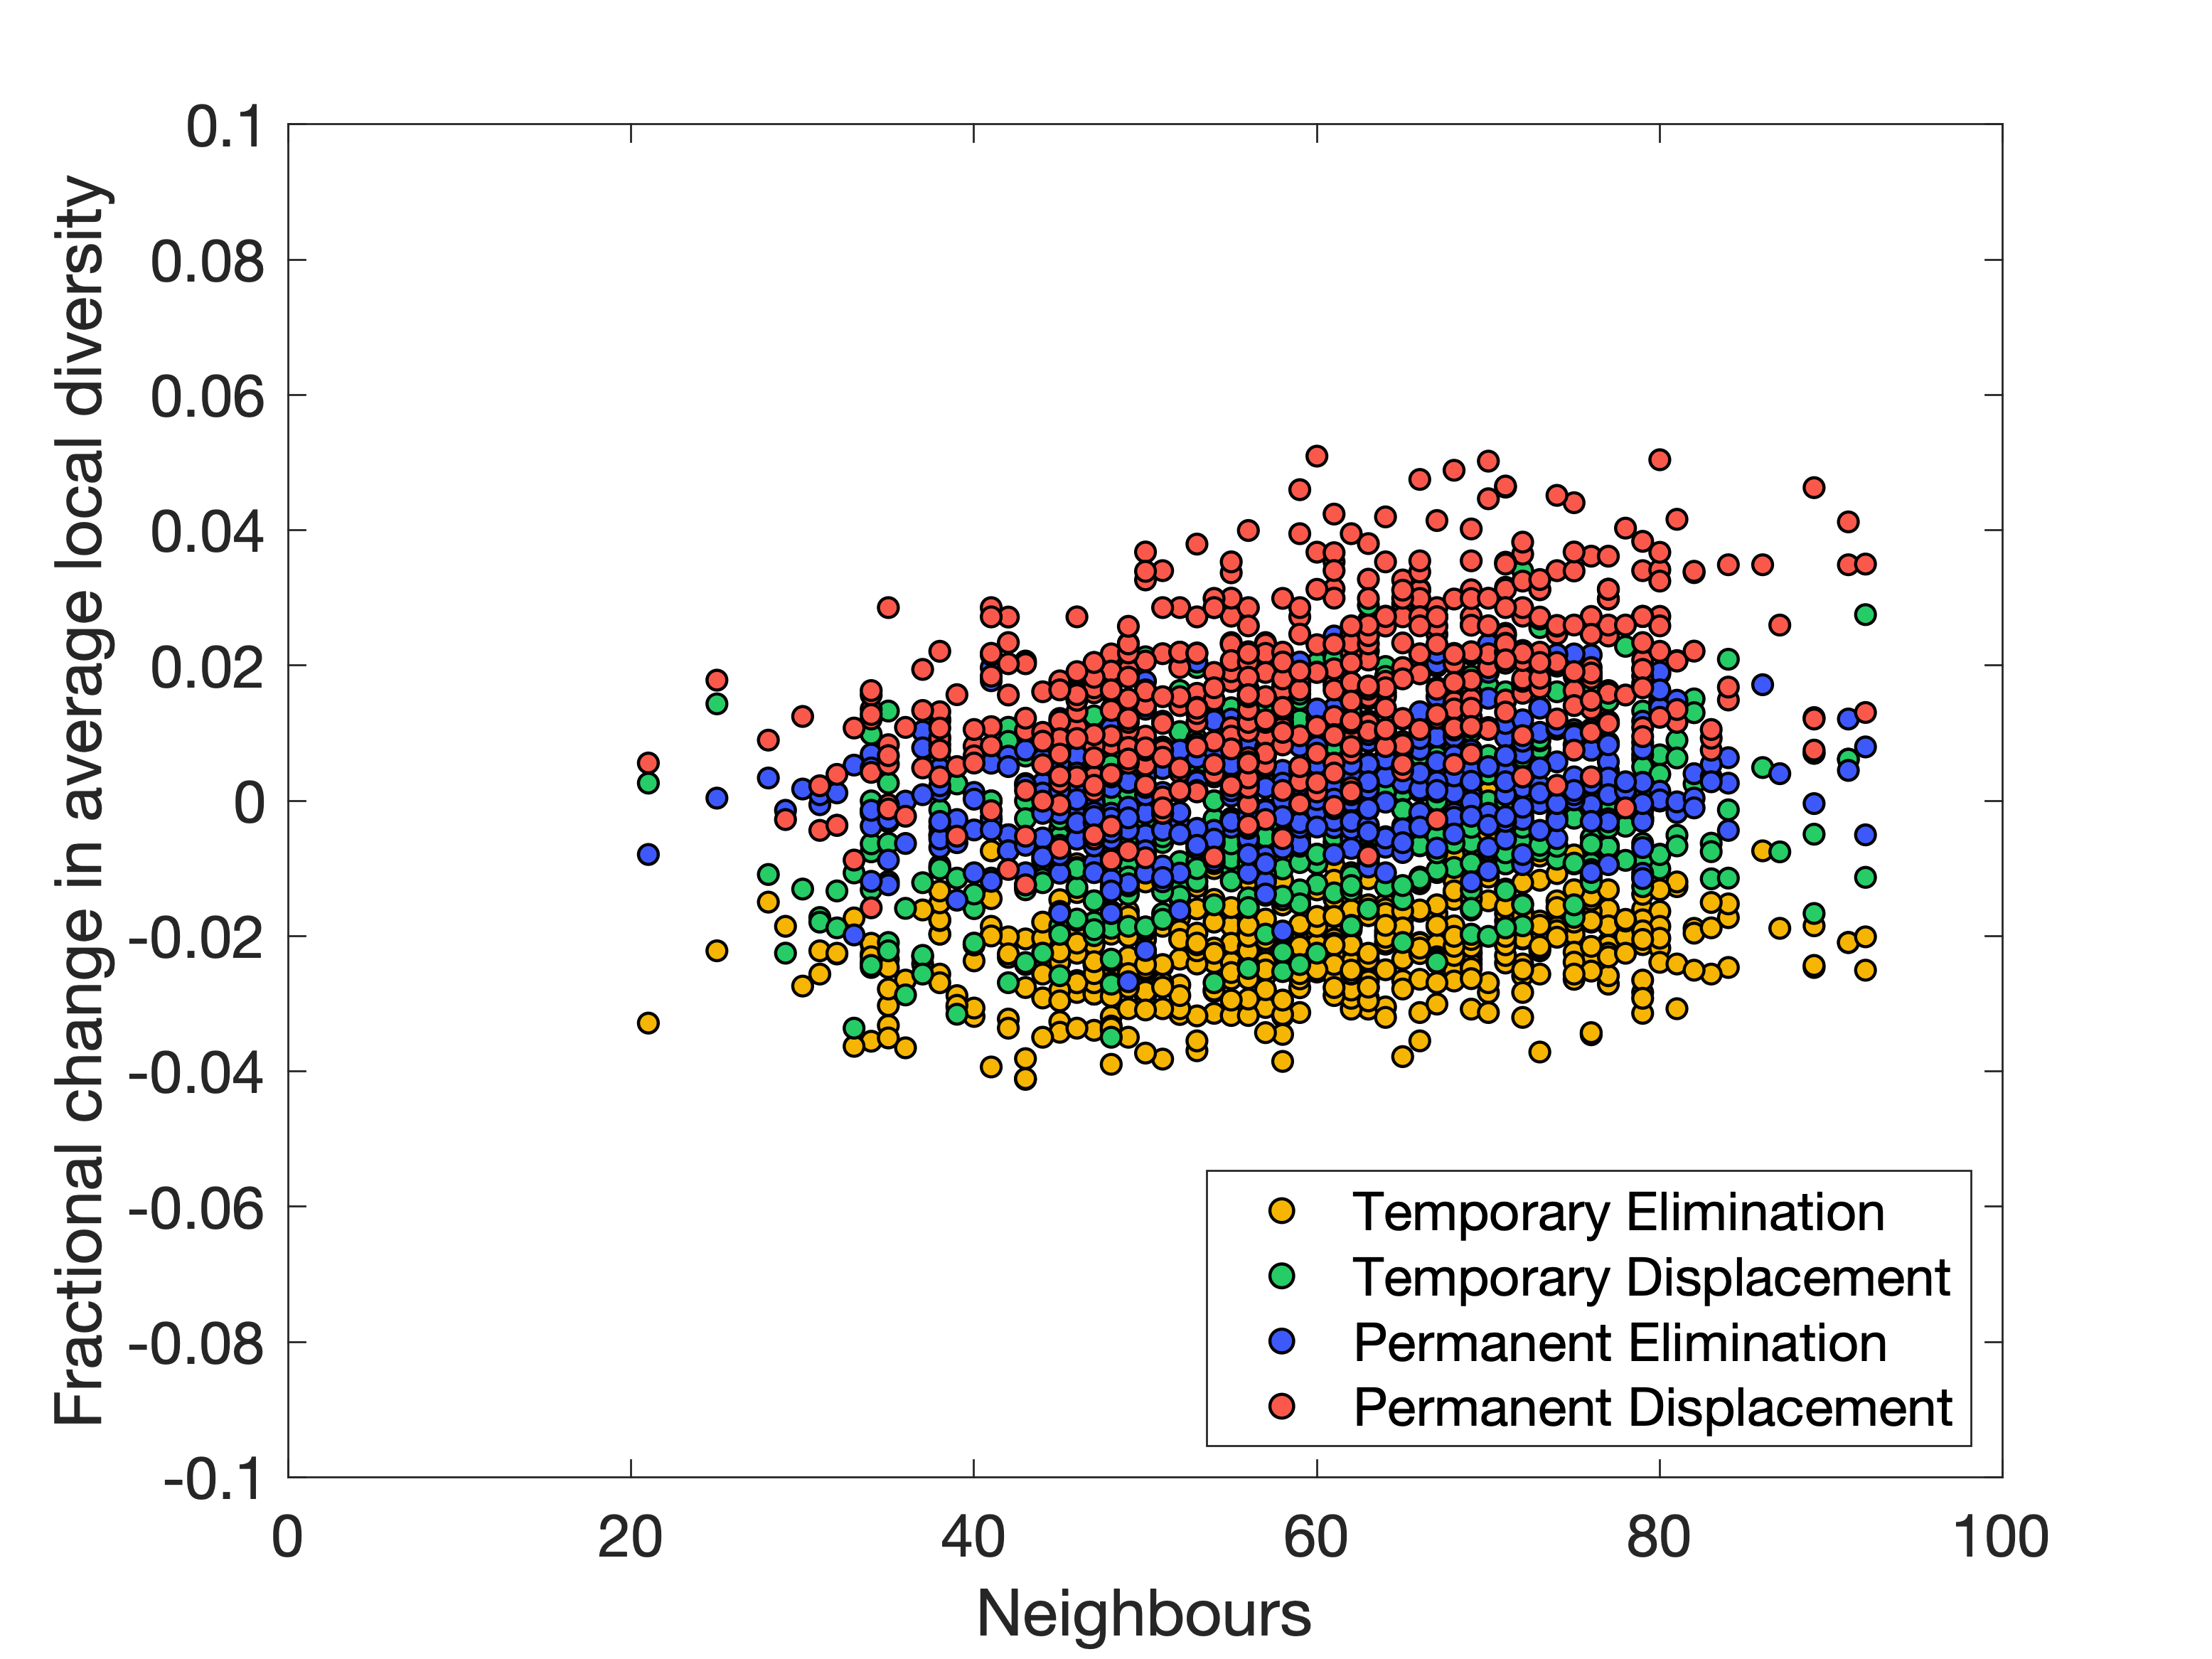 0.1
0.08
0.06
0.04
0.02
0
-0.02
-0.04
-0.06
-0.08
-0.1
Fractional change in average local diversity
0 20 40 60 80 100
Neighbours
Temporary Elimination
Temporary Displacement
Permanent Elimination
Permanent Displacement